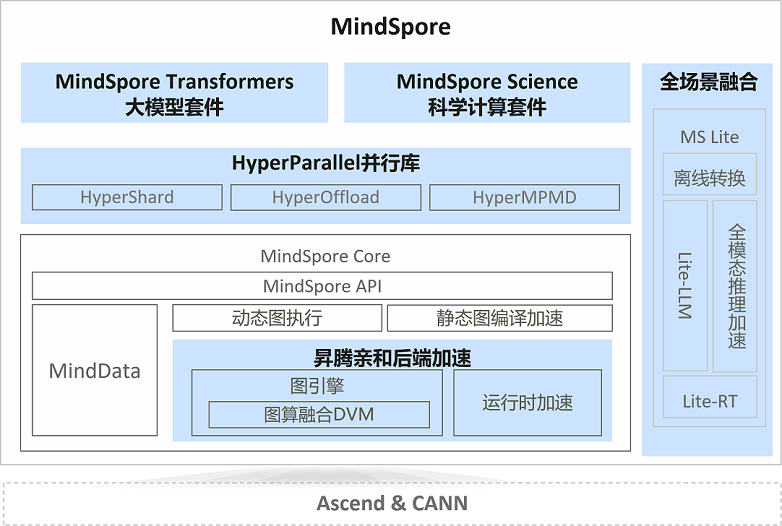 MindSpore
MindSpore Transformers
大模型套件
MindSpore Science
科学计算套件
HyperParallel并行库
HyperShard
HyperOffload
HyperMPMD
MindSpore Core
MindSpore API
MindData
动态图执行
静态图编译加速
昇腾亲和后端加速
图引擎
图算融合DVM
运行时加速
全场景融合
MS Lite
离线转换
Lite-LLM
全模态推理加速
Lite-RT
Ascend & CANN